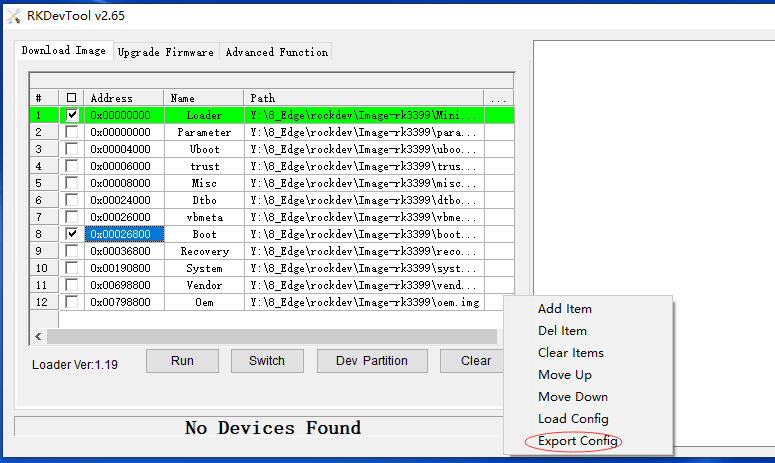 RKDevTool v2.65
Download Image Upgrade Firmware Advanced Function
# Address Name Path ...
1 0x00000000 Loader Y:\8_Edge\rockdev\Image-rk3399\Mini...
2 0x00000000 Parameter Y:\8_Edge\rockdev\Image-rk3399\para...
3 0x00004000 Uboot Y:\8_Edge\rockdev\Image-rk3399\uboo...
4 0x00006000 trust Y:\8_Edge\rockdev\Image-rk3399\trus...
5 0x00008000 Misc Y:\8_Edge\rockdev\Image-rk3399\misc...
6 0x00024000 Dtbo Y:\8_Edge\rockdev\Image-rk3399\dtbo...
7 0x00026000 vbmeta Y:\8_Edge\rockdev\Image-rk3399\vbme...
8 0x00026800 Boot Y:\8_Edge\rockdev\Image-rk3399\boot...
9 0x00036800 Recovery Y:\8_Edge\rockdev\Image-rk3399\reco...
10 0x00190800 System Y:\8_Edge\rockdev\Image-rk3399\syst...
11 0x00698800 Vendor Y:\8_Edge\rockdev\Image-rk3399\vend...
12 0x00798800 Oem Y:\8_Edge\rockdev\Image-rk3399\oem.img
Loader Ver:1.19 Run Switch Dev Partition Clear
No Devices Found
Add Item
Del Item
Clear Items
Move Up
Move Down
Load Config
Export Config